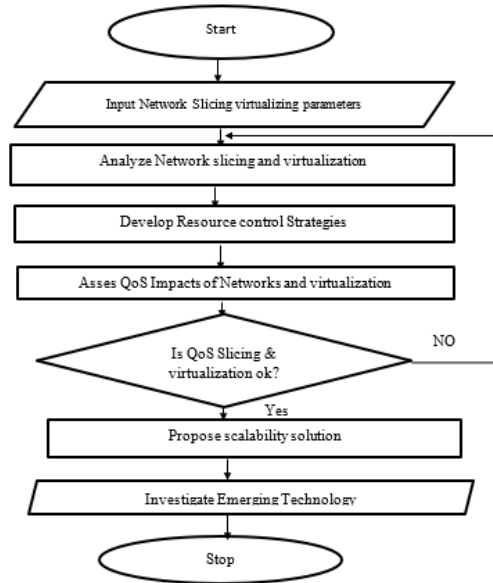 Start
Input Network Slicing virtualizing parameters
Analyze Network slicing and virtualization
Develop Resource control Strategies
Asses QoS Impacts of Networks and virtualization
Is QoS Slicing &
virtualization ok?
NO
Yes
Propose scalability solution
Investigate Emerging Technology
Stop